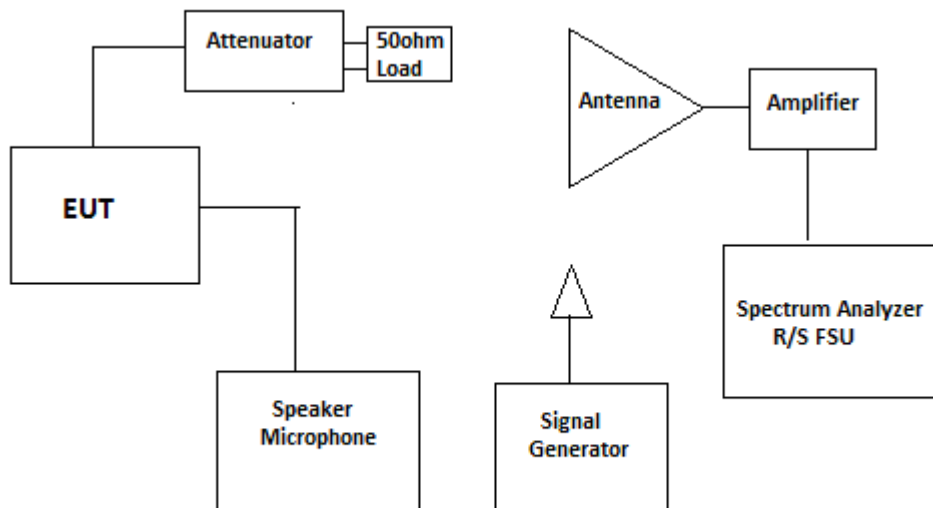 Attenuator
50ohm
Load
Antenna
Amplifier
EUT
Spectrum Analyzer
R/S FSU
Speaker
Microphone
Signal
Generator